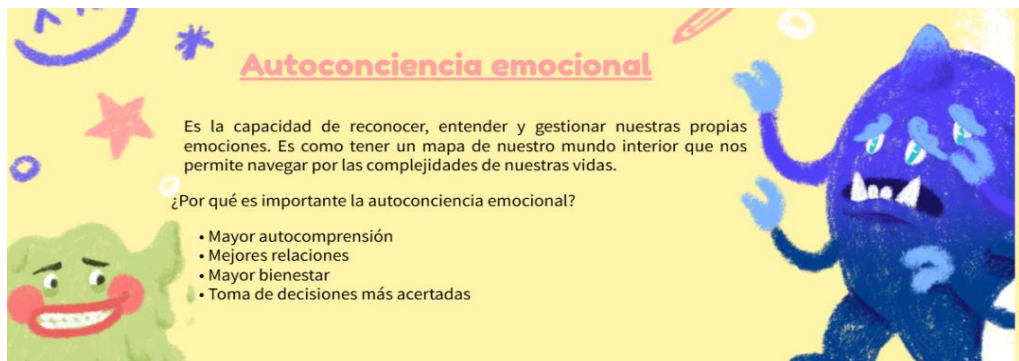 Autoconciencia emocional
Es la capacidad de reconocer, entender y gestionar nuestras propias
emociones. Es como tener un mapa de nuestro mundo interior que nos
permite navegar por las complejidades de nuestras vidas.
¿Por qué es importante la autoconciencia emocional?
• Mayor autocomprensión
• Mejores relaciones
• Mayor bienestar
• Toma de decisiones más acertadas